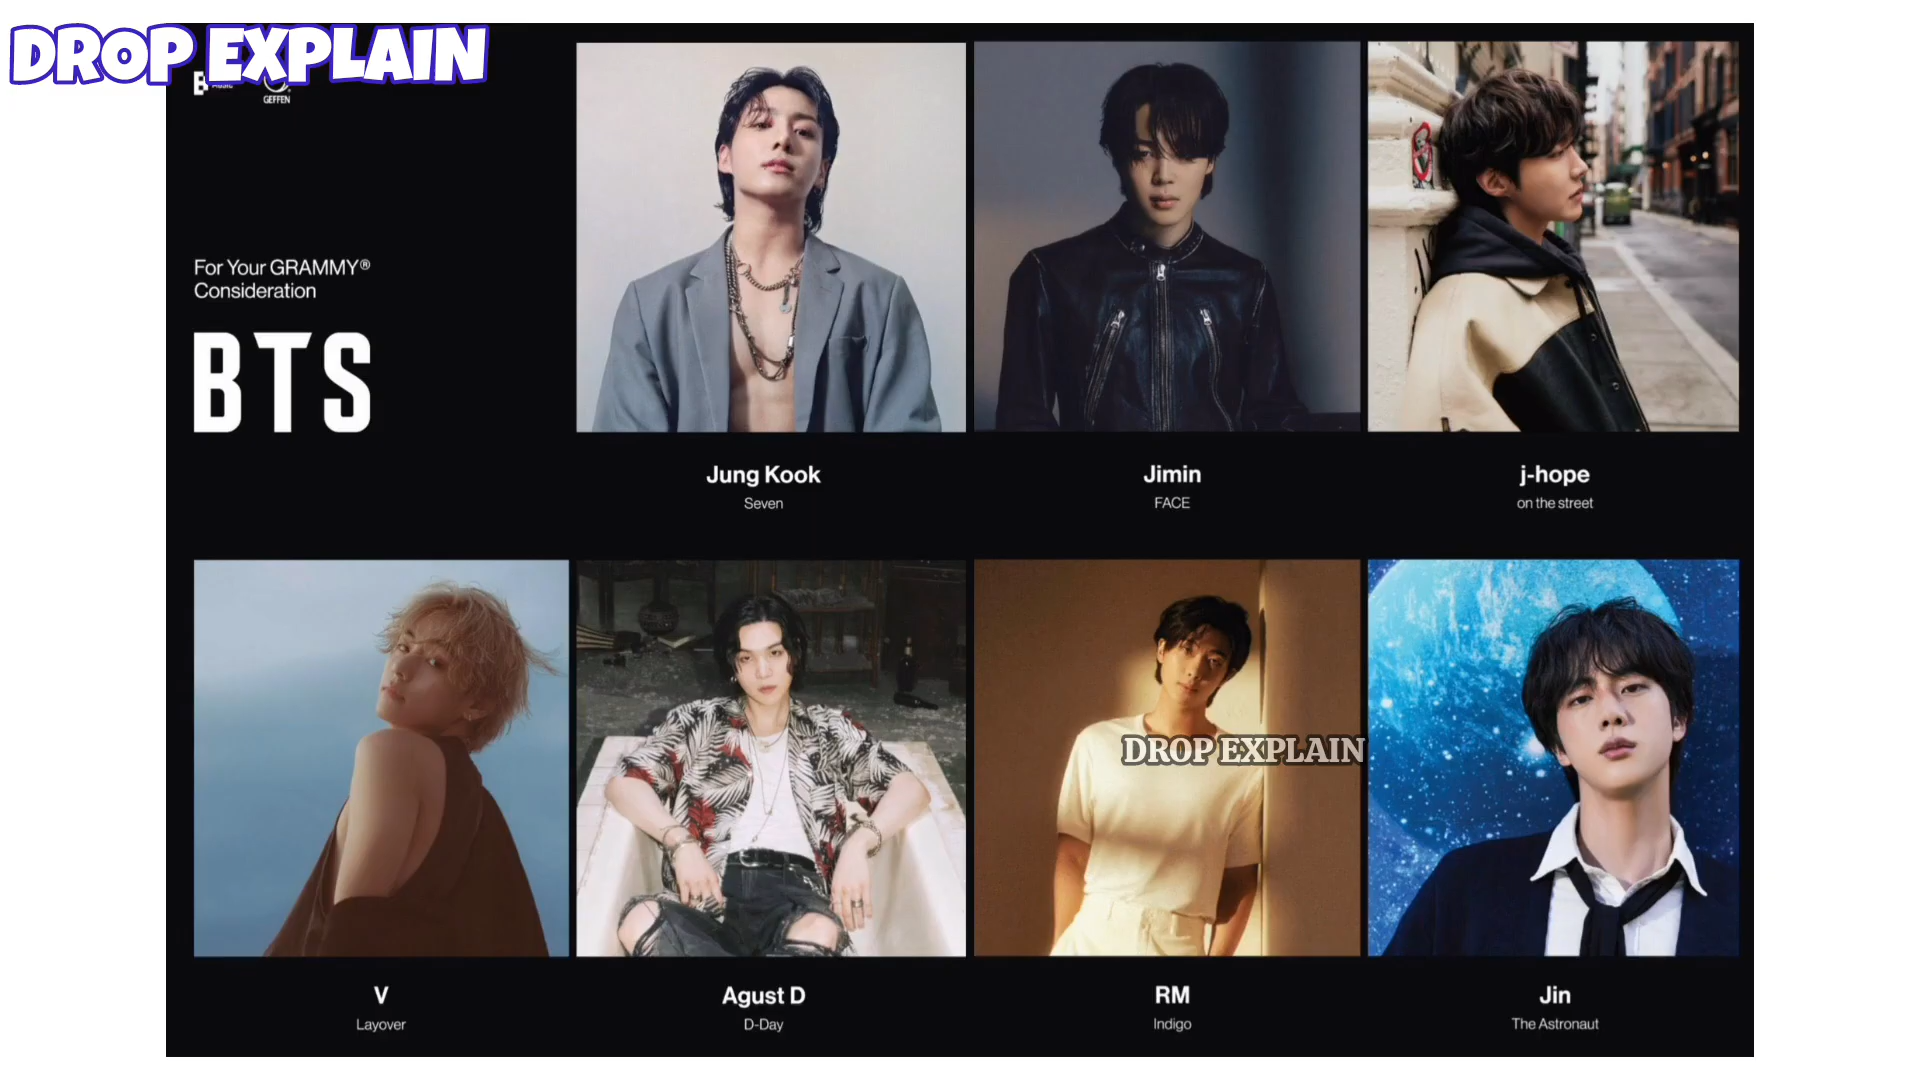 DROP EXPLAIN
GEFFEN
For Your GRAMMY®
Consideration
BTS
Jung Kook
Seven
Jimin
FACE
j-hope
on the street
DROP EXPLAIN
V
Layover
Agust D
D-Day
RM
Indigo
Jin
The Astronaut